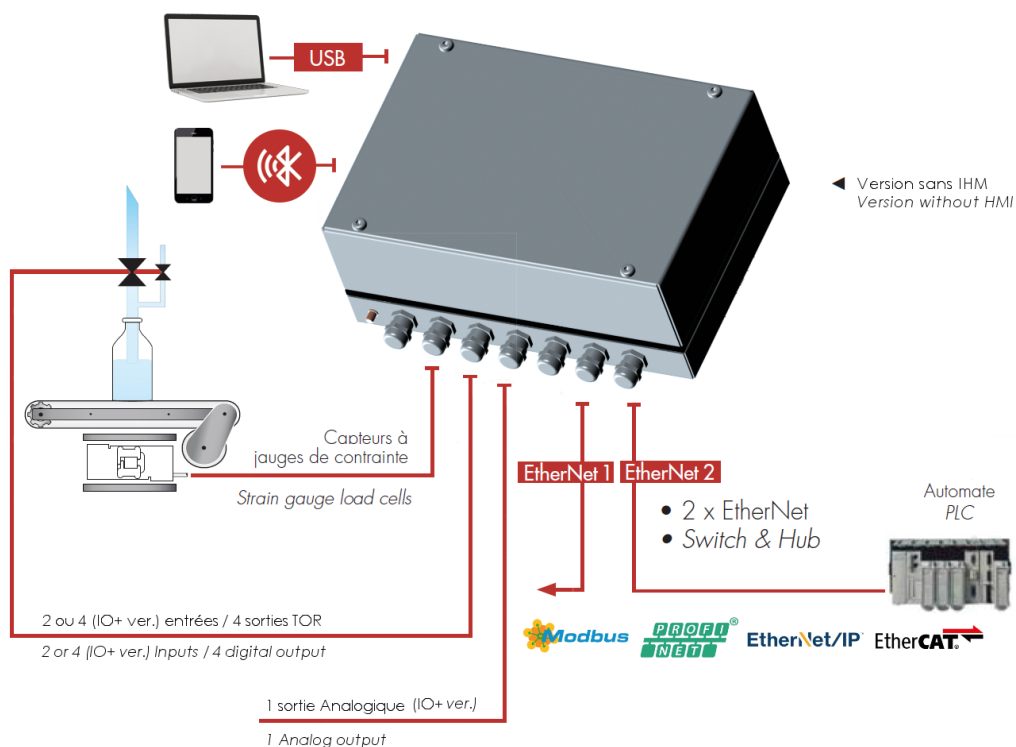 USB
◄ Version sans IHM
Version without HMI
Capteurs à
jauges de contrainte
Strain gauge load cells
EtherNet 1
EtherNet 2
• 2 x EtherNet
• Switch & Hub
Automate
PLC
2 ou 4 (IO+ ver.) entrées / 4 sorties TOR
2 or 4 (IO+ ver.) Inputs / 4 digital output
Modbus
PROFI®
NET
EtherNet/IP
EtherCAT®
1 sortie Analogique (IO+ ver.)
1 Analog output